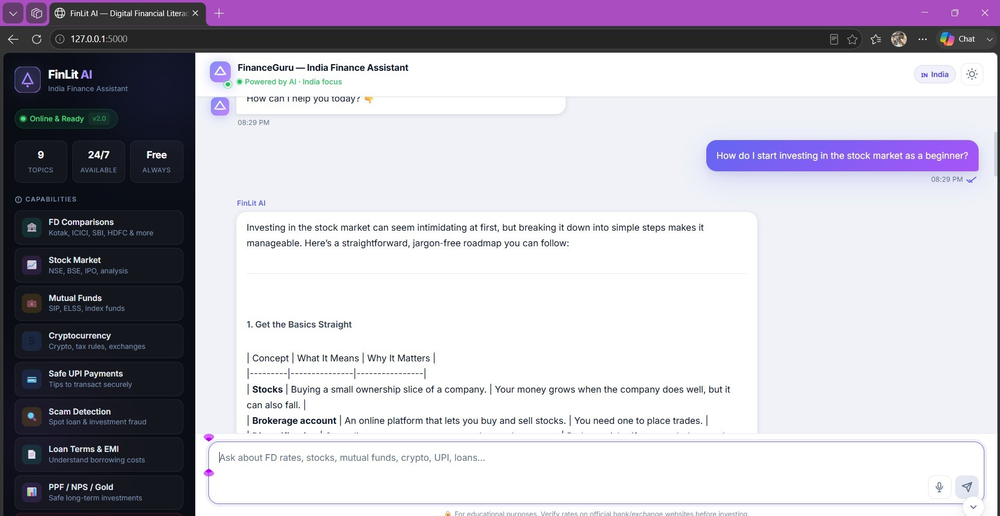 FinLit AI — Digital Financial Literac
127.0.0.1:5000
Chat
FinLit AI
India Finance Assistant
Online & Ready v2.0
9
TOPICS
24/7
AVAILABLE
Free
ALWAYS
CAPABILITIES
FD Comparisons
Kotak, ICICI, SBI, HDFC & more
Stock Market
NSE, BSE, IPO, analysis
Mutual Funds
SIP, ELSS, index funds
Cryptocurrency
Crypto, tax rules, exchanges
Safe UPI Payments
Tips to transact securely
Scam Detection
Spot loan & investment fraud
Loan Terms & EMI
Understand borrowing costs
PPF / NPS / Gold
Safe long-term investments
FinanceGuru — India Finance Assistant
Powered by AI · India focus
IN India
How can I help you today? 👇
08:29 PM
How do I start investing in the stock market as a beginner?
08:29 PM
FinLit AI
Investing in the stock market can seem intimidating at first, but breaking it down into simple steps makes it
manageable. Here's a straightforward, jargon-free roadmap you can follow:
1. Get the Basics Straight
| Concept | What It Means | Why It Matters |
|---------|---------------|----------------|
| Stocks | Buying a small ownership slice of a company. | Your money grows when the company does well, but it
can also fall. |
| Brokerage account | An online platform that lets you buy and sell stocks. | You need one to place trades. |
Ask about FD rates, stocks, mutual funds, crypto, UPI, loans...
For educational purposes. Verify rates on official bank/exchange websites before investing.